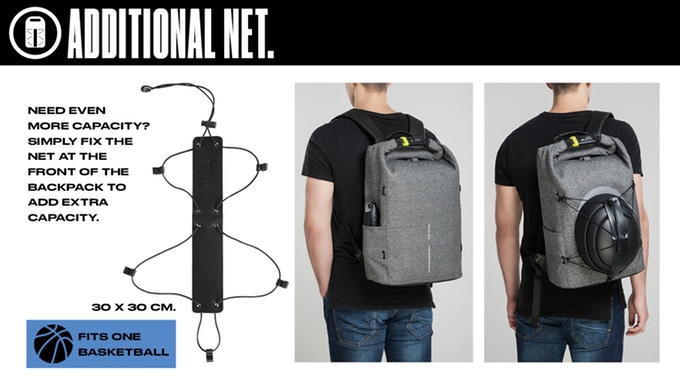 ADDITIONAL NET.
NEED EVEN
MORE CAPACITY?
SIMPLY FIX THE
NET AT THE
FRONT OF THE
BACKPACK TO
ADD EXTRA
CAPACITY.
30 X 30 CM.
FITS ONE
BASKETBALL